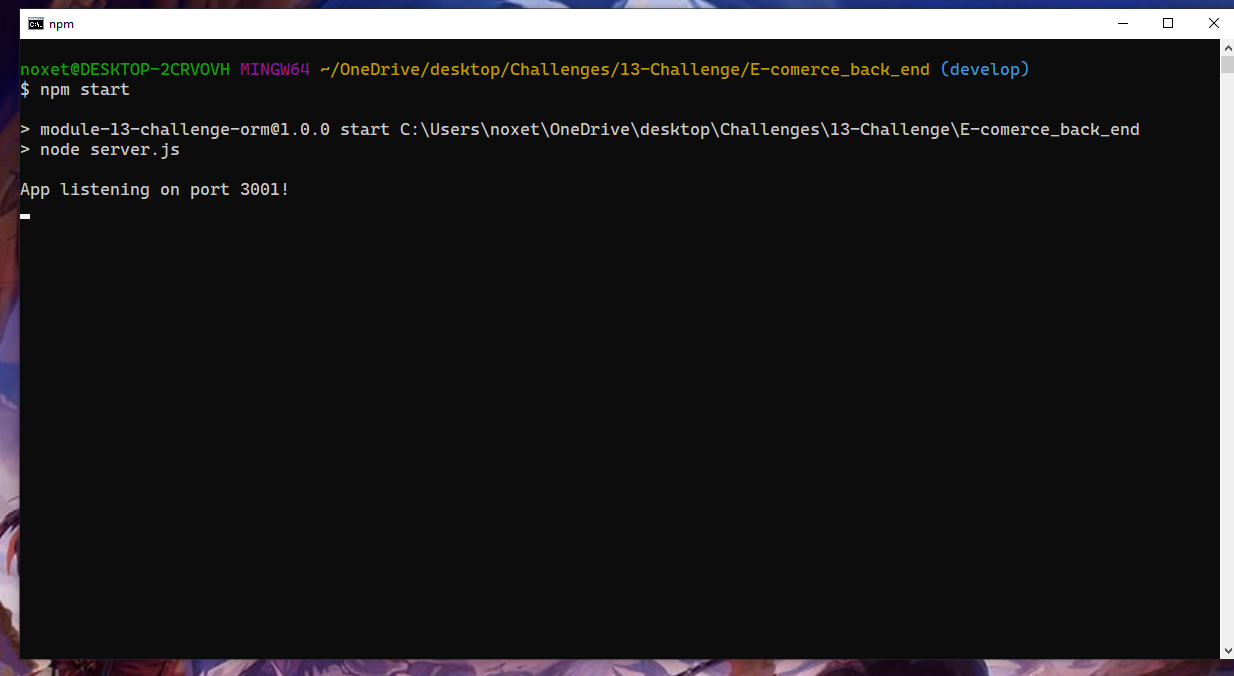 npm
noxet@DESKTOP-2CRVOVH MINGW64 ~/OneDrive/desktop/Challenges/13-Challenge/E-comerce_back_end (develop)
$ npm start
> module-13-challenge-orm@1.0.0 start C:\Users\noxet\OneDrive\desktop\Challenges\13-Challenge\E-comerce_back_end
> node server.js
App listening on port 3001!